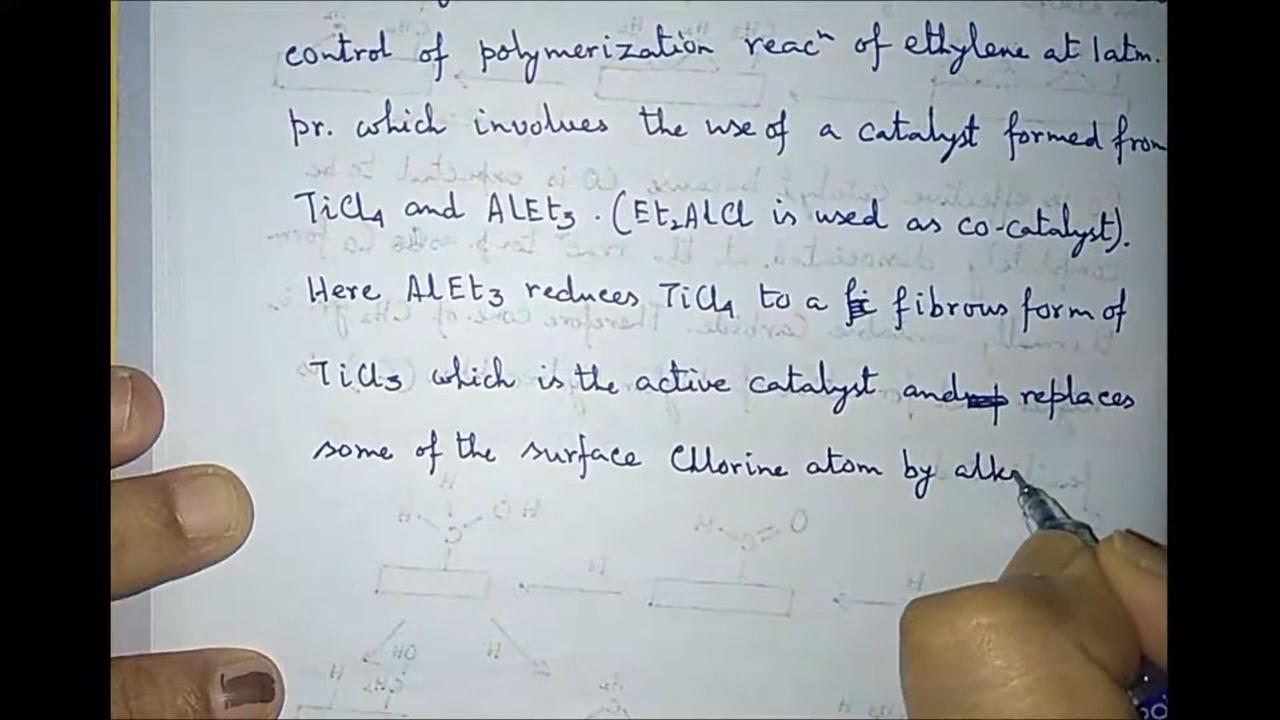 control of polymerization reacⁿ of ethylene at 1atm.
pr. which involves the use of a catalyst formed from
TiCl₄ and AlEt₃. (Et₂AlCl is used as co-catalyst).
Here AlEt₃ reduces TiCl₄ to a fibrous form of
TiCl₃ which is the active catalyst and replaces
some of the surface Chlorine atom by alk